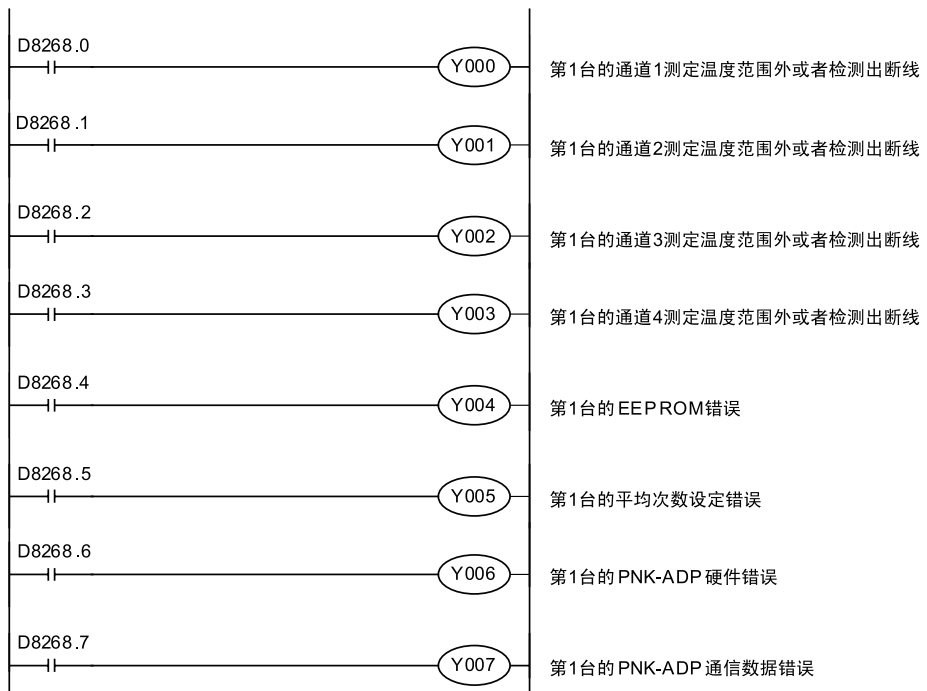 D8268.0
Y000 第1台的通道1测定温度范围外或者检测出断线
D8268.1
Y001 第1台的通道2测定温度范围外或者检测出断线
D8268.2
Y002 第1台的通道3测定温度范围外或者检测出断线
D8268.3
Y003 第1台的通道4测定温度范围外或者检测出断线
D8268.4
Y004 第1台的EEPROM错误
D8268.5
Y005 第1台的平均次数设定错误
D8268.6
Y006 第1台的PNK-ADP硬件错误
D8268.7
Y007 第1台的PNK-ADP通信数据错误